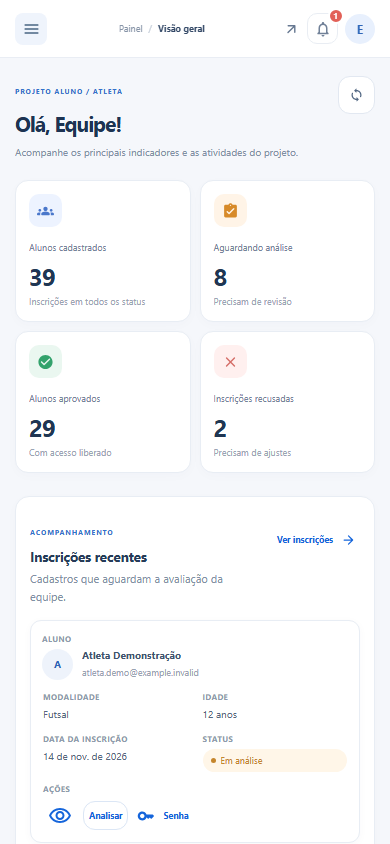 Painel / Visão geral
1
E
PROJETO ALUNO / ATLETA
Olá, Equipe!
Acompanhe os principais indicadores e as atividades do projeto.
Alunos cadastrados
39
Inscrições em todos os status
Aguardando análise
8
Precisam de revisão
Alunos aprovados
29
Com acesso liberado
Inscrições recusadas
2
Precisam de ajustes
ACOMPANHAMENTO
Inscrições recentes
Cadastros que aguardam a avaliação da
equipe.
Ver inscrições
ALUNO
A
Atleta Demonstração
atleta.demo@example.invalid
MODALIDADE
Futsal
IDADE
12 anos
DATA DA INSCRIÇÃO
14 de nov. de 2026
STATUS
Em análise
AÇÕES
Analisar
Senha